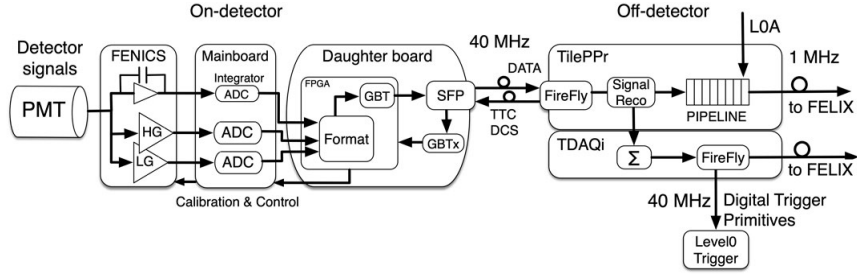 On-detector
Off-detector
Detector
signals
PMT
FENICS
HG
LG
Mainboard
Integrator
ADC
ADC
ADC
Calibration & Control
Daughter board
FPGA
GBT
Format
SFP
GBTx
40 MHz
DATA
TTC
DCS
TilePPr
FireFly
Signal
Reco
PIPELINE
L0A
1 MHz
to FELIX
TDAQi
Σ
FireFly
to FELIX
40 MHz
Digital Trigger
Primitives
Level0
Trigger